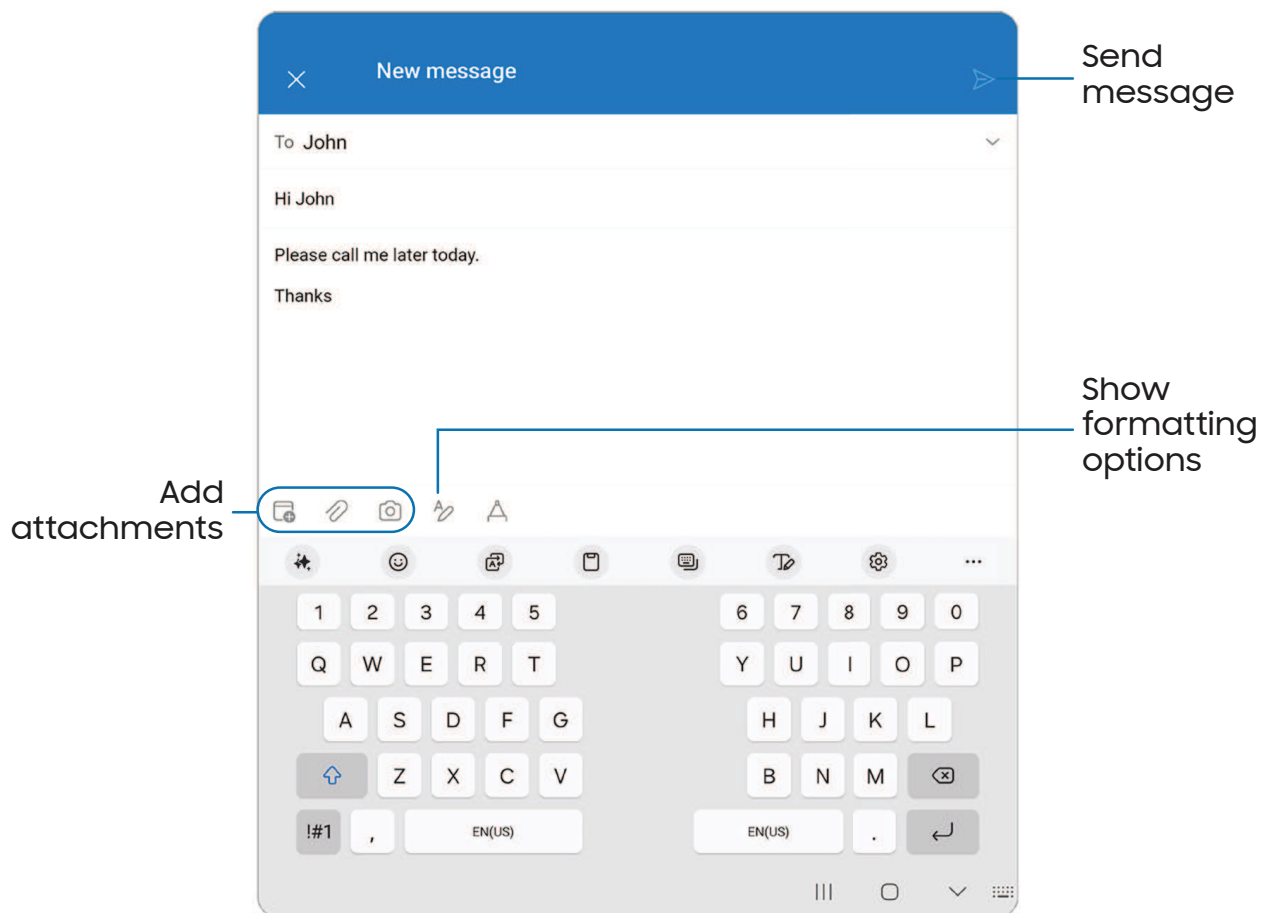 New message
Send
message
To John
Hi John
Please call me later today.
Thanks
Show
formatting
options
Add
attachments
1 2 3 4 5 6 7 8 9 0
Q W E R T Y U I O P
A S D F G H J K L
Z X C V B N M
!#1 , EN(US) EN(US) .